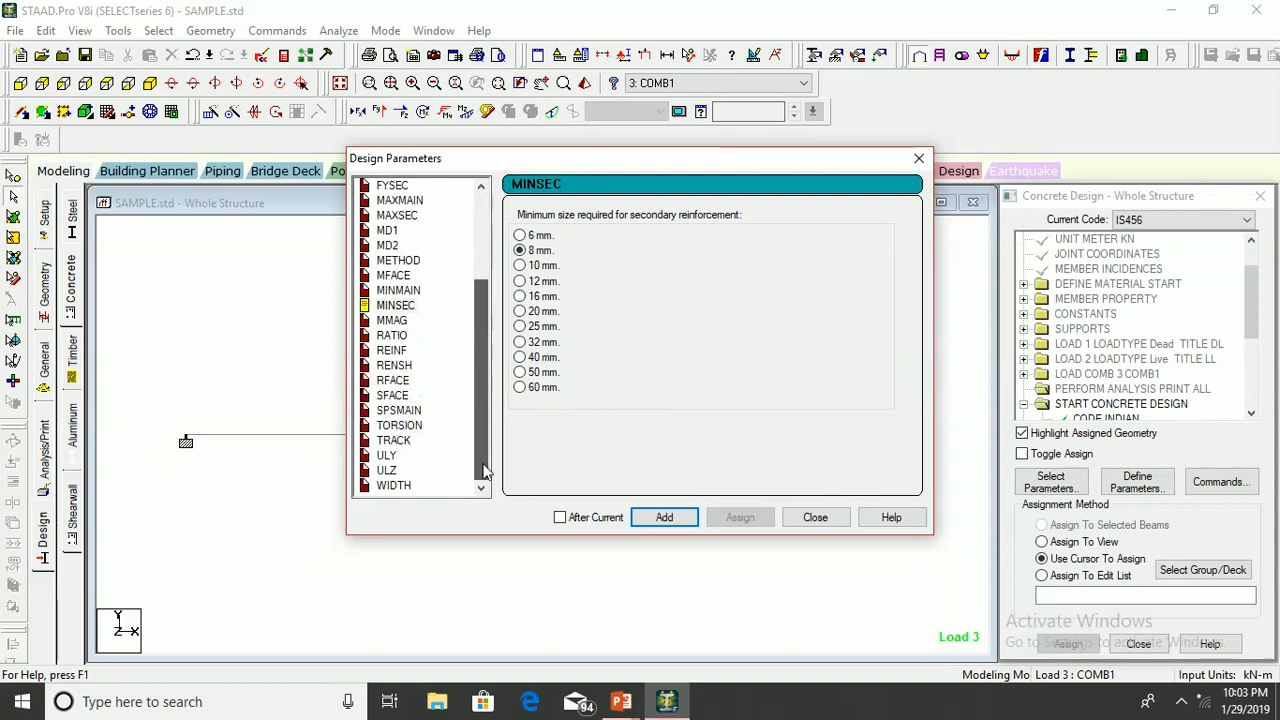 STAAD.Pro V8i (SELECTseries 6) - SAMPLE.std
File Edit View Tools Select Geometry Commands Analyze Mode Window Help
3: COMB1
Modeling Building Planner Piping Bridge Deck Po Design Earthquake
SAMPLE.std - Whole Structure
Setup
Geometry
General
Analysis/Print
Design
Steel
Concrete
Timber
Aluminum
Shearwall
Design Parameters
FYSEC
MAXMAIN
MAXSEC
MD1
MD2
METHOD
MFACE
MINMAIN
MINSEC
MMAG
RATIO
REINF
RENSH
RFACE
SFACE
SPSMAIN
TORSION
TRACK
ULY
ULZ
WIDTH
MINSEC
Minimum size required for secondary reinforcement:
6 mm.
8 mm.
10 mm.
12 mm.
16 mm.
20 mm.
25 mm.
32 mm.
40 mm.
50 mm.
60 mm.
After Current Add Assign Close Help
Concrete Design - Whole Structure
Current Code: IS456
UNIT METER KN
JOINT COORDINATES
MEMBER INCIDENCES
DEFINE MATERIAL START
MEMBER PROPERTY
CONSTANTS
SUPPORTS
LOAD 1 LOADTYPE Dead TITLE DL
LOAD 2 LOADTYPE Live TITLE LL
LOAD COMB 3 COMB1
PERFORM ANALYSIS PRINT ALL
START CONCRETE DESIGN
CODE INDIAN
Highlight Assigned Geometry
Toggle Assign
Select Parameters... Define Parameters... Commands...
Assignment Method
Assign To Selected Beams
Assign To View
Use Cursor To Assign
Select Group/Deck
Assign To Edit List
Activate Windows
Go to Settings to activate Windows.
Assign Close Help
Y
Z X
Load 3
For Help, press F1
Modeling Mo Load 3 : COMB1 Input Units: kN-m
Type here to search
94
10:03 PM
1/29/2019